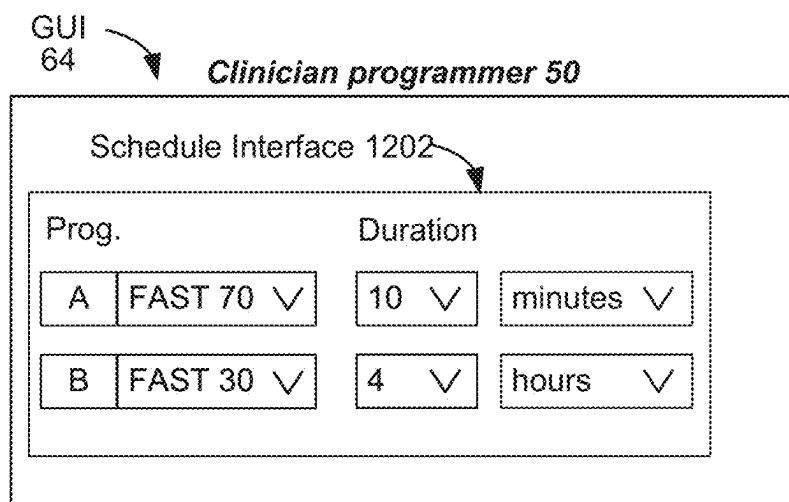 GUI
64
Clinician programmer 50
Schedule Interface 1202
Prog. Duration
A FAST 70 10 minutes
B FAST 30 4 hours